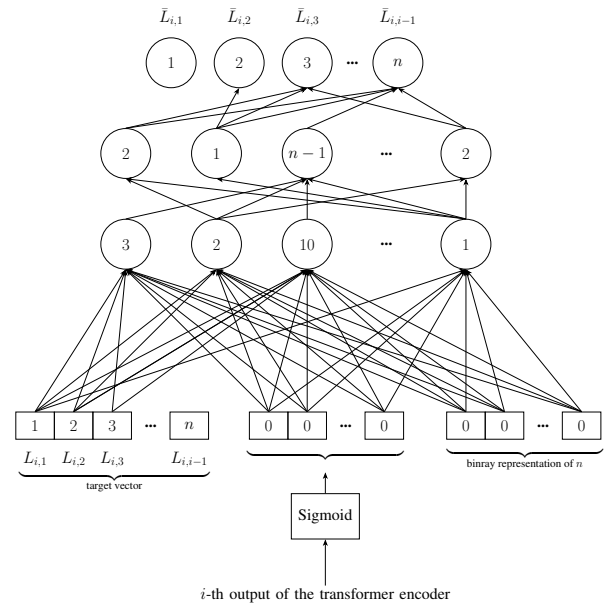 L̄_{i,1} L̄_{i,2} L̄_{i,3} L̄_{i,i−1}
1 2 3 ... n
2 1 n − 1 ... 2
3 2 10 ... 1
1 2 3 ... n 0 0 ... 0 0 0 ... 0
L_{i,1} L_{i,2} L_{i,3} L_{i,i−1}
target vector
binray representation of n
Sigmoid
i-th output of the transformer encoder